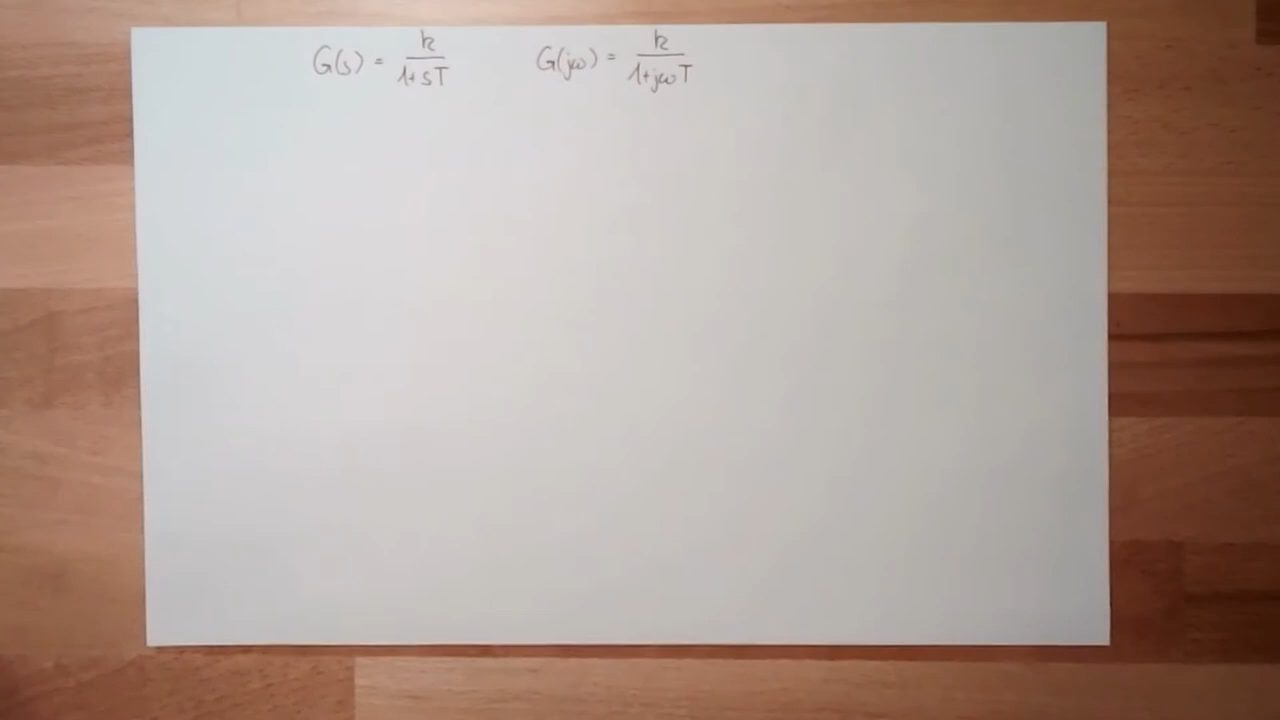 G(s) = k/(1+sT) G(jω) = k/(1+jωT)